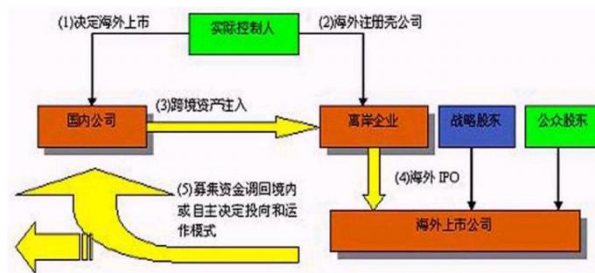 (1)决定海外上市
实际控制人
(2)海外注册壳公司
国内公司
(3)跨境资产注入
离岸企业
战略股东
公众股东
(4)海外 IPO
(5)募集资金调回境内
或自主决定投向和运
作模式
海外上市公司